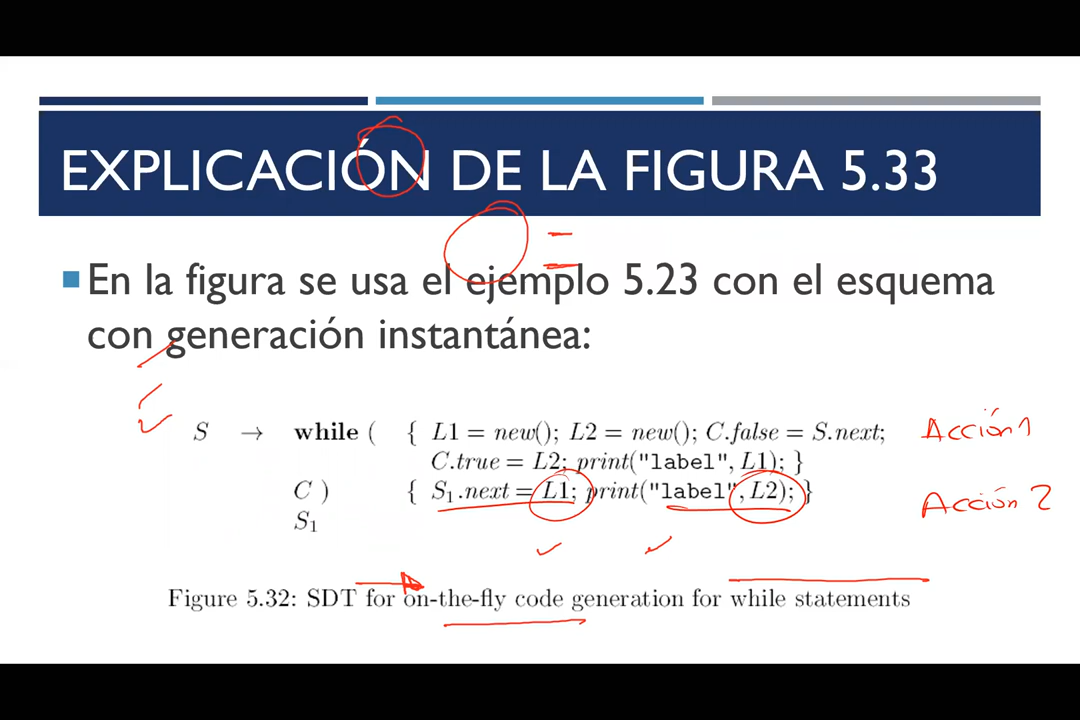 EXPLICACIÓN DE LA FIGURA 5.33
En la figura se usa el ejemplo 5.23 con el esquema
con generación instantánea:
S → while ( { L1 = new(); L2 = new(); C.false = S.next; Acción 1
C.true = L2; print("label", L1); }
C ) { S₁.next = L1; print("label", L2); } Acción 2
S₁
Figure 5.32: SDT for on-the-fly code generation for while statements